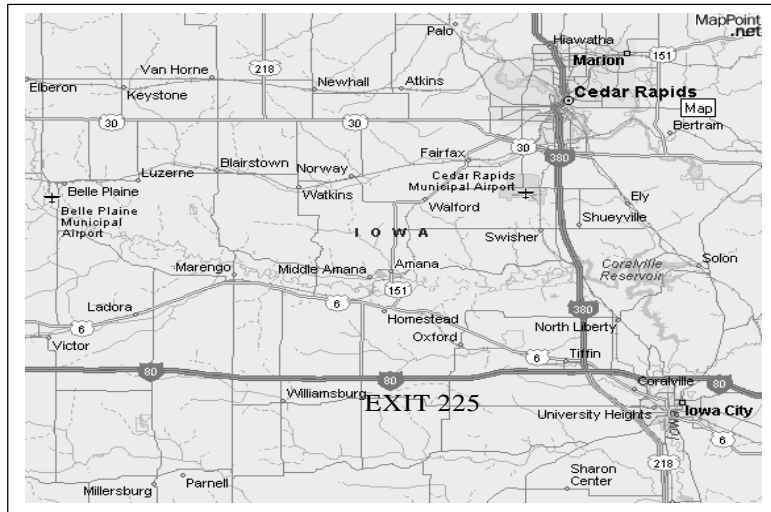 MapPoint
.net
Palo
Hiawatha
Marion
151
218
Van Horne
Elberon
Keystone
Newhall
Atkins
Cedar Rapids
Map
30
30
Bertram
Fairfax
30
380
Blairstown
Norway
Luzerne
Belle Plaine
Watkins
Cedar Rapids
Municipal Airport
Walford
Ely
Belle Plaine
Municipal
Airport
Shueyville
I O W A
Swisher
Coralville
Reservoir
Solon
Marengo
Middle Amana
Amana
151
6
380
Ladora
Homestead
North Liberty
6
Oxford
Victor
6
Tiffin
80
80
Coralville
80
Williamsburg
EXIT 225
University Heights
Iowa City
Iowa
6
218
Sharon
Center
Parnell
Millersburg